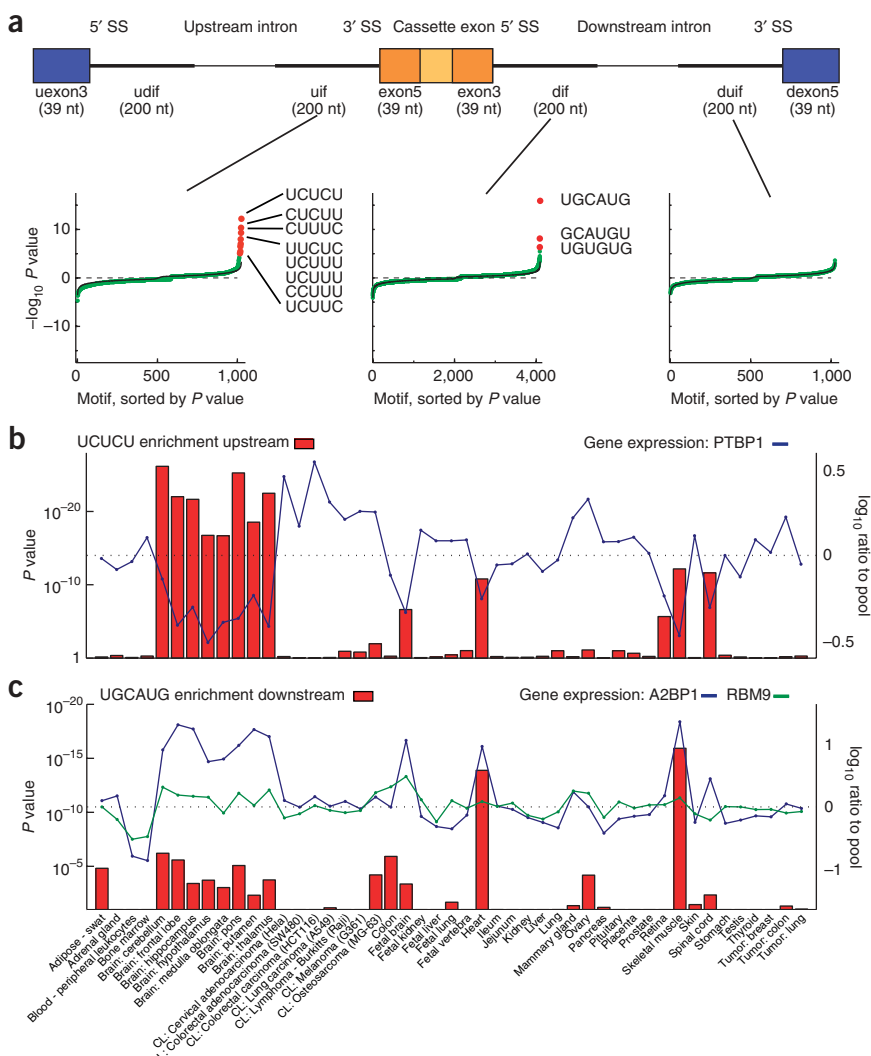 a
5′ SS Upstream intron 3′ SS Cassette exon 5′ SS Downstream intron 3′ SS
uexon3 udif uif exon5 exon3 dif duif dexon5
(39 nt) (200 nt) (200 nt) (39 nt) (39 nt) (200 nt) (200 nt) (39 nt)
UCUCU
CUCUU
CUUUC
UUCUC
UCUUU
UCUUU
CCUUU
UCUUC
UGCAUG
GCAUGU
UGUGUG
10
0
−10
−log10 P value
0 500 1,000
0 2,000 4,000
0 500 1,000
Motif, sorted by P value Motif, sorted by P value Motif, sorted by P value
b
UCUCU enrichment upstream
Gene expression: PTBP1
10−20
10−10
1
P value
0.5
0
−0.5
log10 ratio to pool
c
UGCAUG enrichment downstream
Gene expression: A2BP1 RBM9
10−20
10−15
10−10
10−5
P value
1
0
−1
log10 ratio to pool
Adipose - swat
Adrenal gland
Blood - peripheral leukocytes
Bone marrow
Brain: cerebellum
Brain: frontal lobe
Brain: hippocampus
Brain: hypothalamus
Brain: medulla oblongata
Brain: pons
Brain: putamen
Brain: thalamus
CL: Cervical adenocarcinoma (Hela)
L: Colorectal adenocarcinoma (SW480)
CL: Colorectal carcinoma (HCT116)
CL: Lung carcinoma (A549)
CL: Lymphoma - Burkitts (Raji)
CL: Melanoma (G361)
CL: Osteosarcoma (MG-63)
Colon
Fetal brain
Fetal kidney
Fetal liver
Fetal lung
Fetal vertebra
Heart
Ileum
Jejunum
Kidney
Liver
Lung
Mammary gland
Ovary
Pancreas
Pituitary
Placenta
Prostate
Retina
Skeletal muscle
Skin
Spinal cord
Stomach
Testis
Thyroid
Tumor: breast
Tumor: colon
Tumor: lung